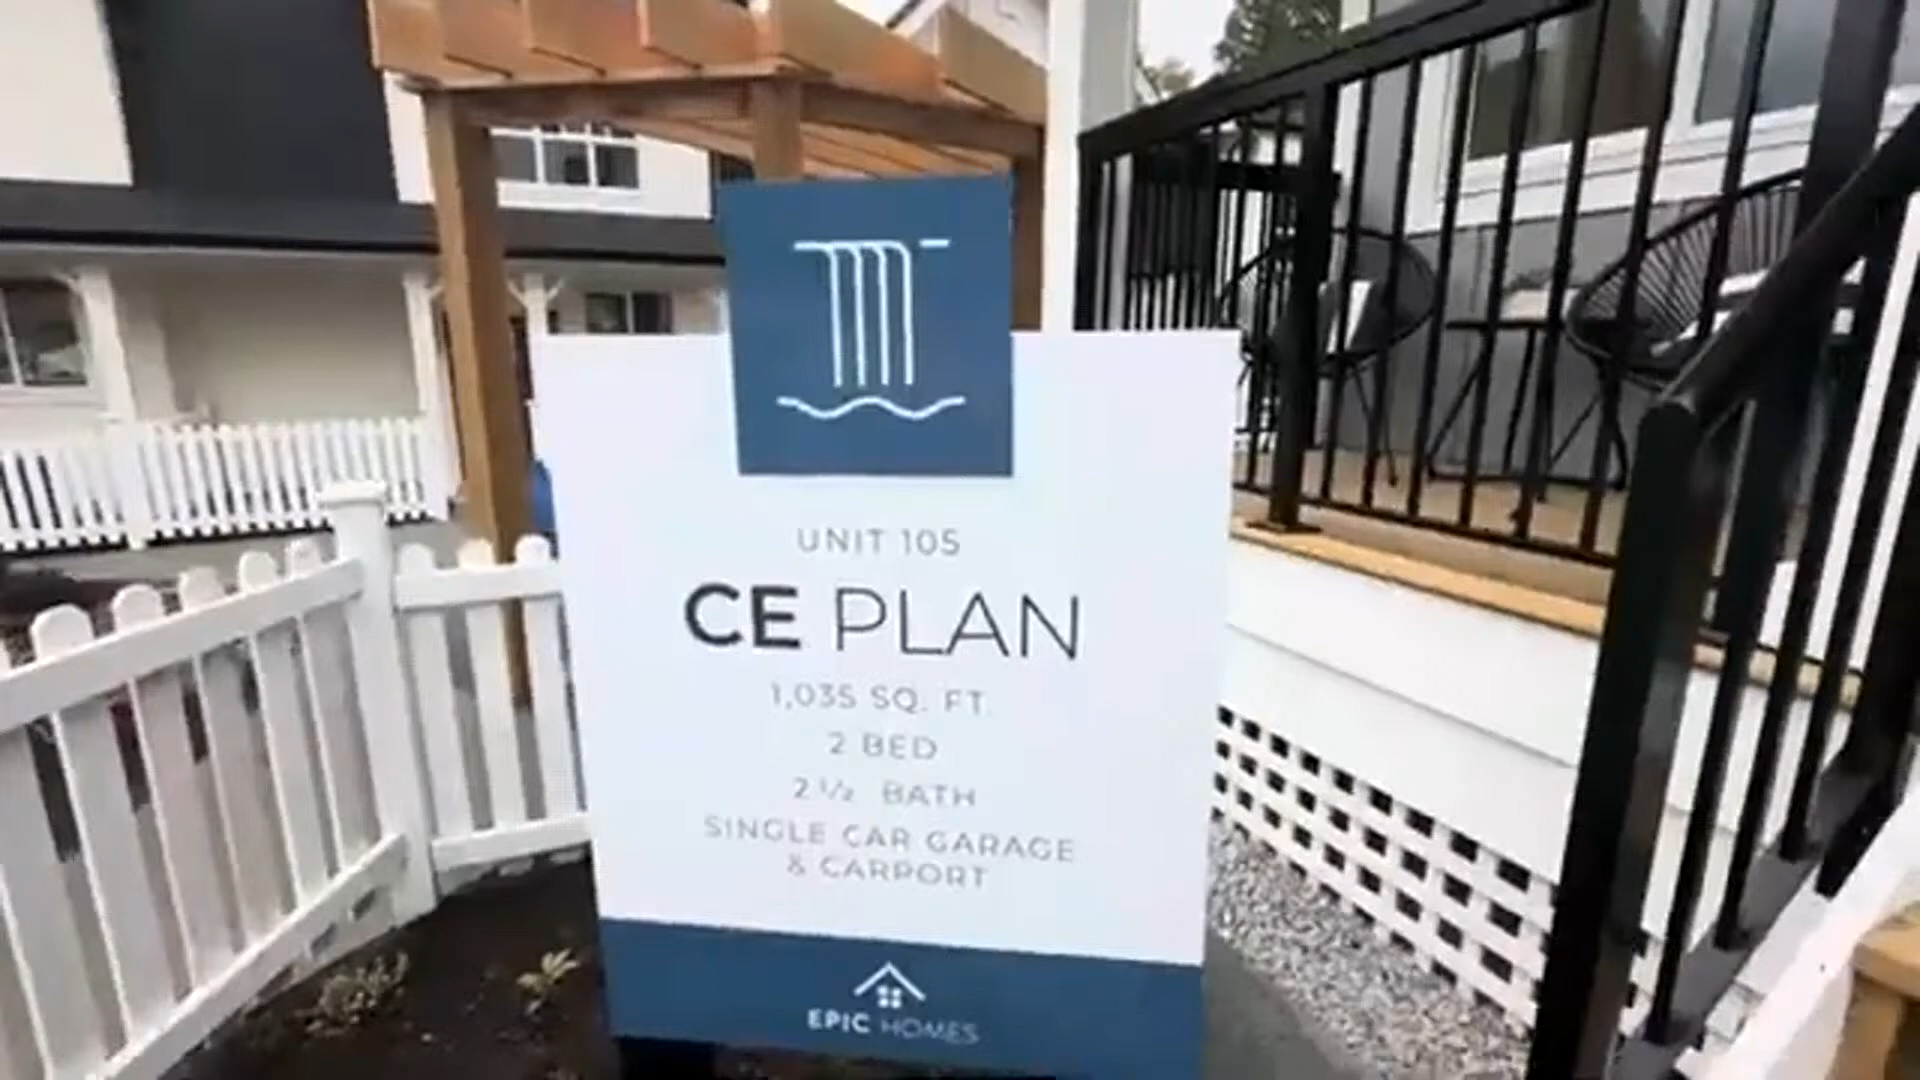 UNIT 105
CE PLAN
1,035 SQ. FT.
2 BED
2 1/2 BATH
SINGLE CAR GARAGE
& CARPORT
EPIC HOMES